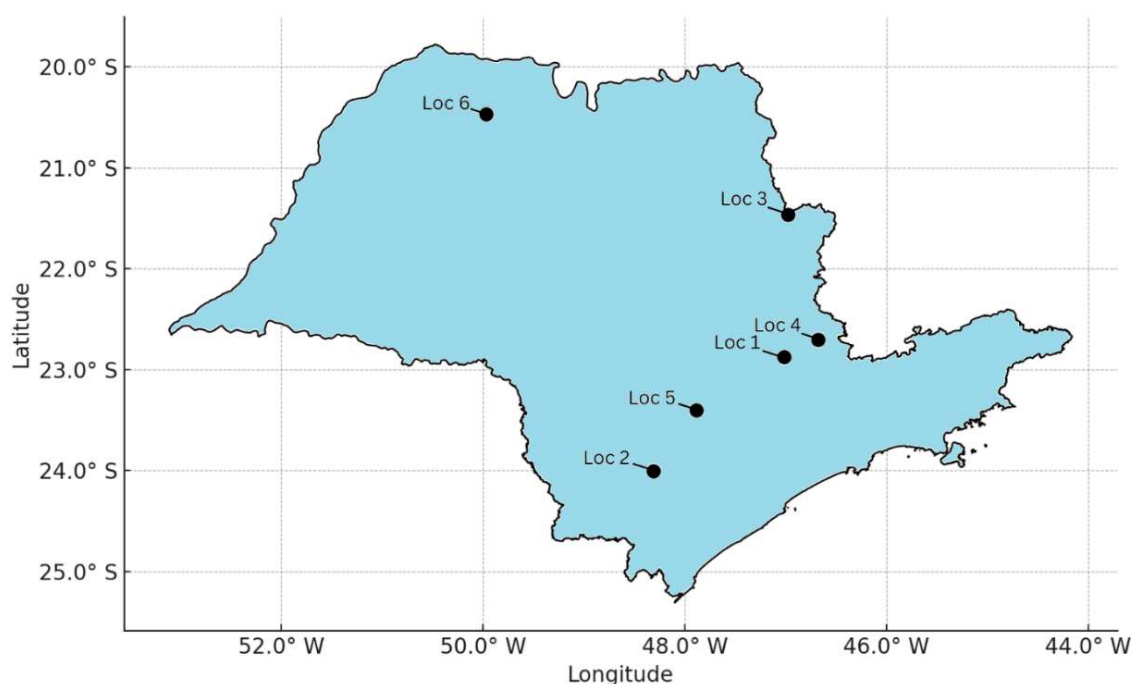 20.0° S
Loc 6
21.0° S
Loc 3
22.0° S
Loc 4
Loc 1
23.0° S
Loc 5
Loc 2
24.0° S
25.0° S
Latitude
52.0° W 50.0° W 48.0° W 46.0° W 44.0° W
Longitude